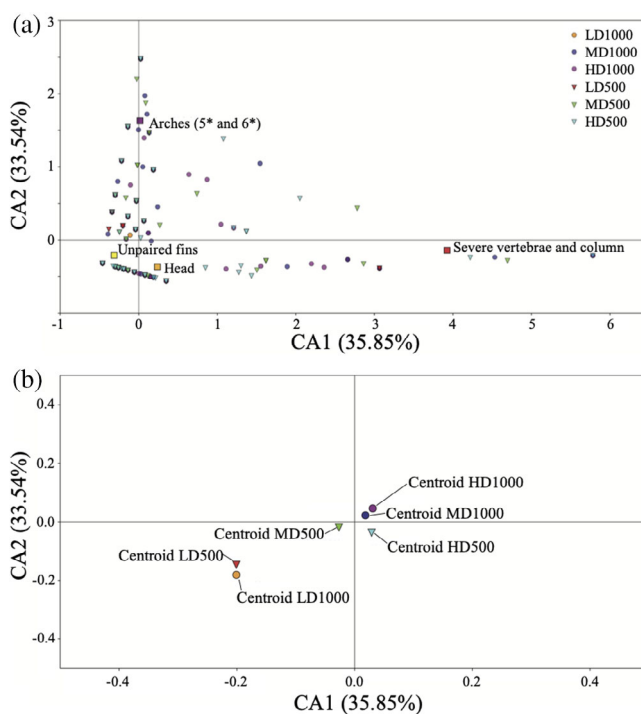 (a)
3
2
1
0
-1
CA2 (33.54%)
LD1000
MD1000
HD1000
LD500
MD500
HD500
Arches (5* and 6*)
Unpaired fins
Head
Severe vertebrae and column
-1
0
1
2
3
4
5
6
CA1 (35.85%)
(b)
0.4
0.2
0.0
-0.2
-0.4
CA2 (33.54%)
Centroid HD1000
Centroid MD1000
Centroid MD500
Centroid HD500
Centroid LD500
Centroid LD1000
-0.4
-0.2
0.0
0.2
0.4
CA1 (35.85%)